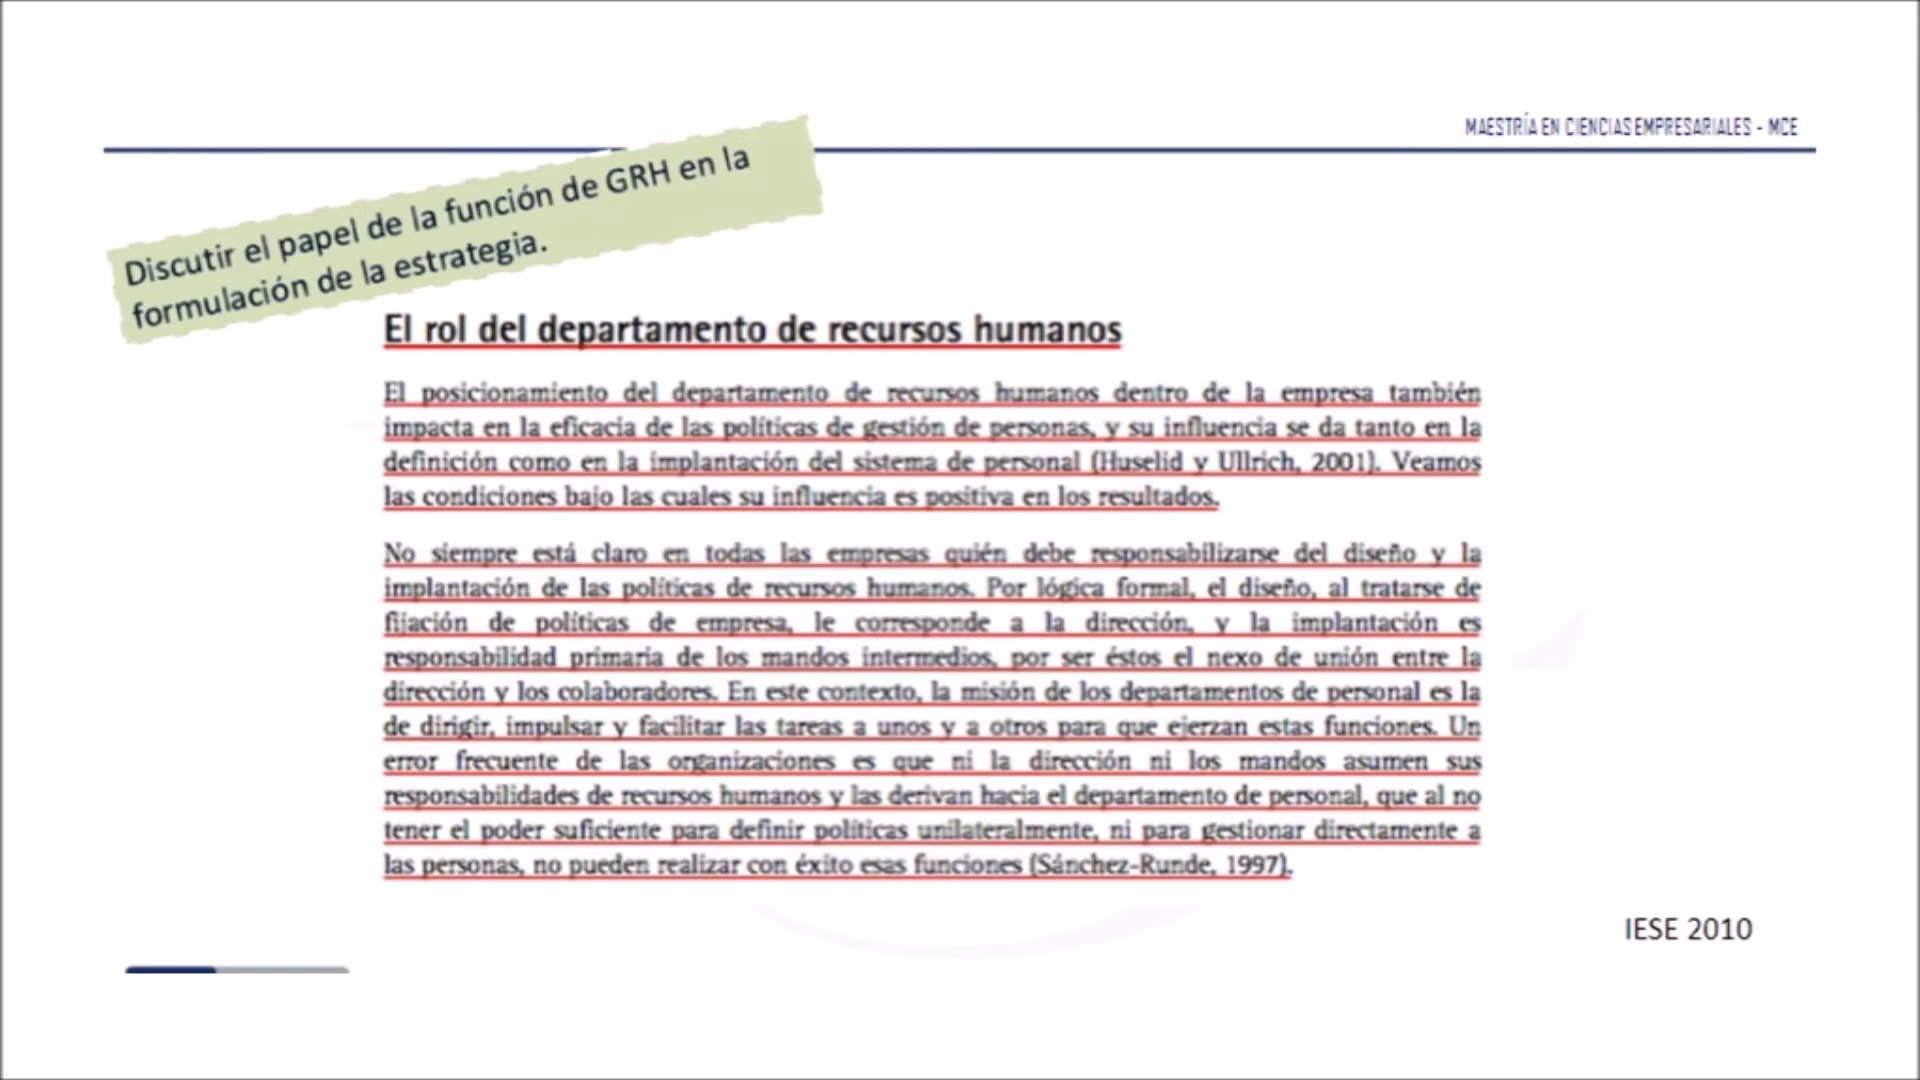 MAESTRÍA EN CIENCIAS EMPRESARIALES - MCE
Discutir el papel de la función de GRH en la
formulación de la estrategia.
El rol del departamento de recursos humanos
El posicionamiento del departamento de recursos humanos dentro de la empresa también
impacta en la eficacia de las políticas de gestión de personas, y su influencia se da tanto en la
definición como en la implantación del sistema de personal (Huselid y Ullrich, 2001). Veamos
las condiciones bajo las cuales su influencia es positiva en los resultados.
No siempre está claro en todas las empresas quién debe responsabilizarse del diseño y la
implantación de las políticas de recursos humanos. Por lógica formal, el diseño, al tratarse de
fijación de políticas de empresa, le corresponde a la dirección, y la implantación es
responsabilidad primaria de los mandos intermedios, por ser éstos el nexo de unión entre la
dirección y los colaboradores. En este contexto, la misión de los departamentos de personal es la
de dirigir, impulsar y facilitar las tareas a unos y a otros para que ejerzan estas funciones. Un
error frecuente de las organizaciones es que ni la dirección ni los mandos asumen sus
responsabilidades de recursos humanos y las derivan hacia el departamento de personal, que al no
tener el poder suficiente para definir políticas unilateralmente, ni para gestionar directamente a
las personas, no pueden realizar con éxito esas funciones (Sánchez-Runde, 1997).
IESE 2010